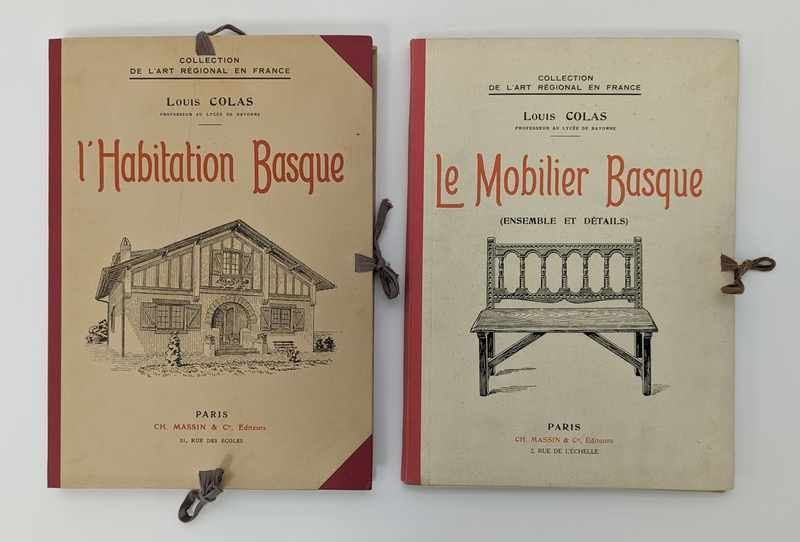 COLLECTION
DE L'ART RÉGIONAL EN FRANCE
LOUIS COLAS
PROFESSEUR AU LYCÉE DE BAYONNE
l'Habitation Basque
PARIS
CH. MASSIN & Cie, Éditeurs
51, RUE DES ÉCOLES
COLLECTION
DE L'ART RÉGIONAL EN FRANCE
LOUIS COLAS
PROFESSEUR AU LYCÉE DE BAYONNE
Le Mobilier Basque
(ENSEMBLE ET DÉTAILS)
PARIS
CH. MASSIN & Cie, Éditeurs
2, RUE DE L'ÉCHELLE